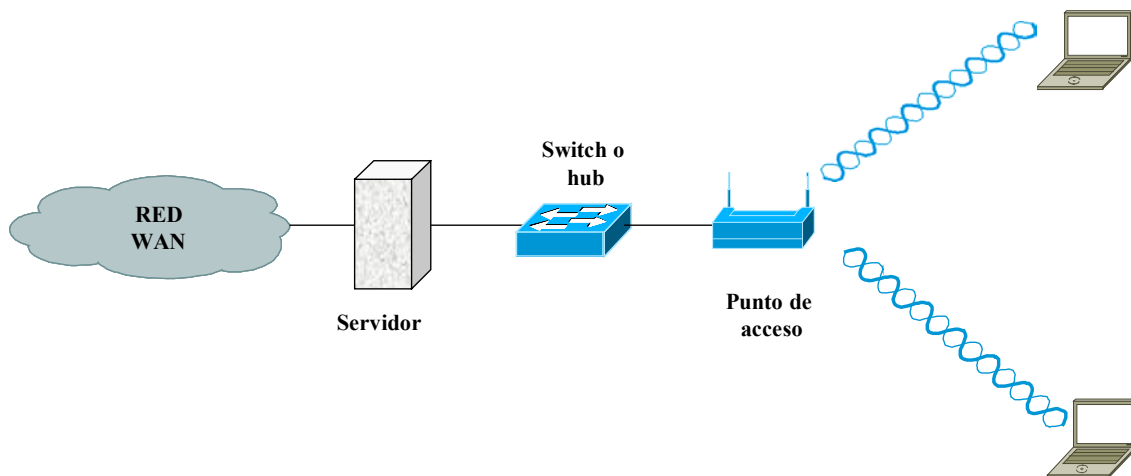 RED
WAN
Servidor
Switch o
hub
Punto de
acceso